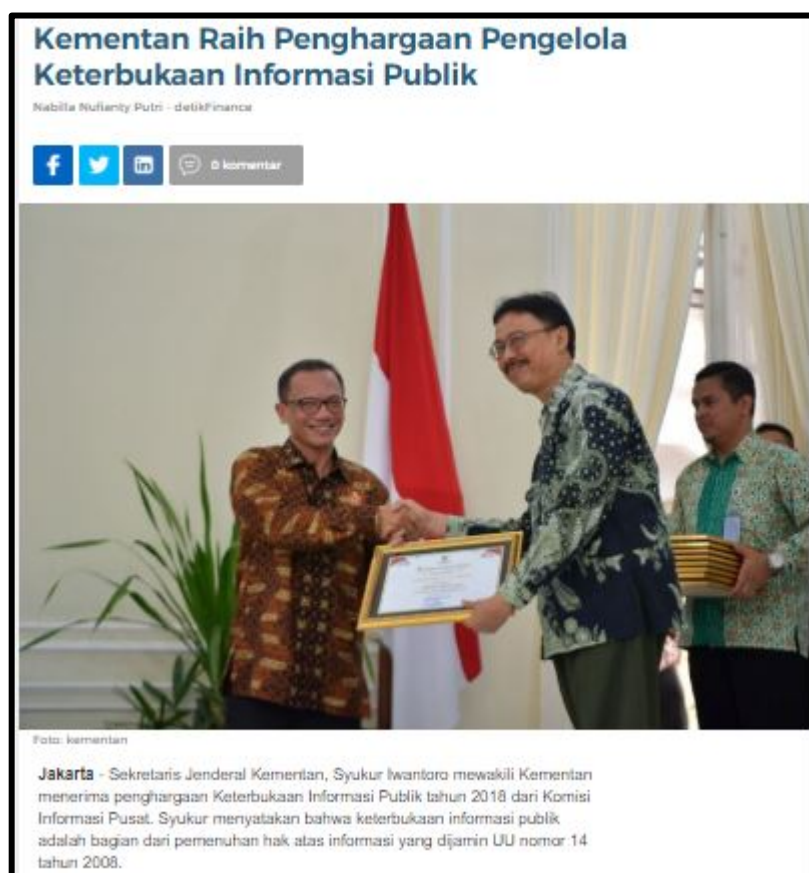 Kementan Raih Penghargaan Pengelola
Keterbukaan Informasi Publik
Nabilla Nufianty Putri - detikFinance
0 komentar
Foto: kementan
Jakarta - Sekretaris Jenderal Kementan, Syukur Iwantoro mewakili Kementan
menerima penghargaan Keterbukaan Informasi Publik tahun 2018 dari Komisi
Informasi Pusat. Syukur menyatakan bahwa keterbukaan informasi publik
adalah bagian dari pemenuhan hak atas informasi yang dijamin UU nomor 14
tahun 2008.